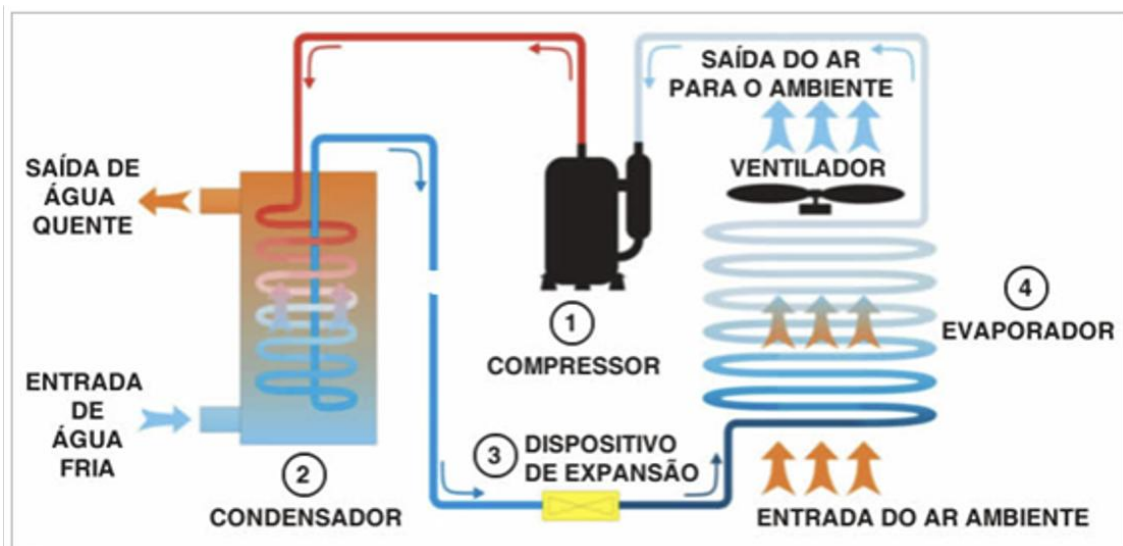 SAÍDA DO AR
PARA O AMBIENTE
VENTILADOR
SAÍDA DE
ÁGUA
QUENTE
4
EVAPORADOR
1
COMPRESSOR
ENTRADA
DE
ÁGUA
FRIA
3
DISPOSITIVO
DE EXPANSÃO
2
CONDENSADOR
ENTRADA DO AR AMBIENTE